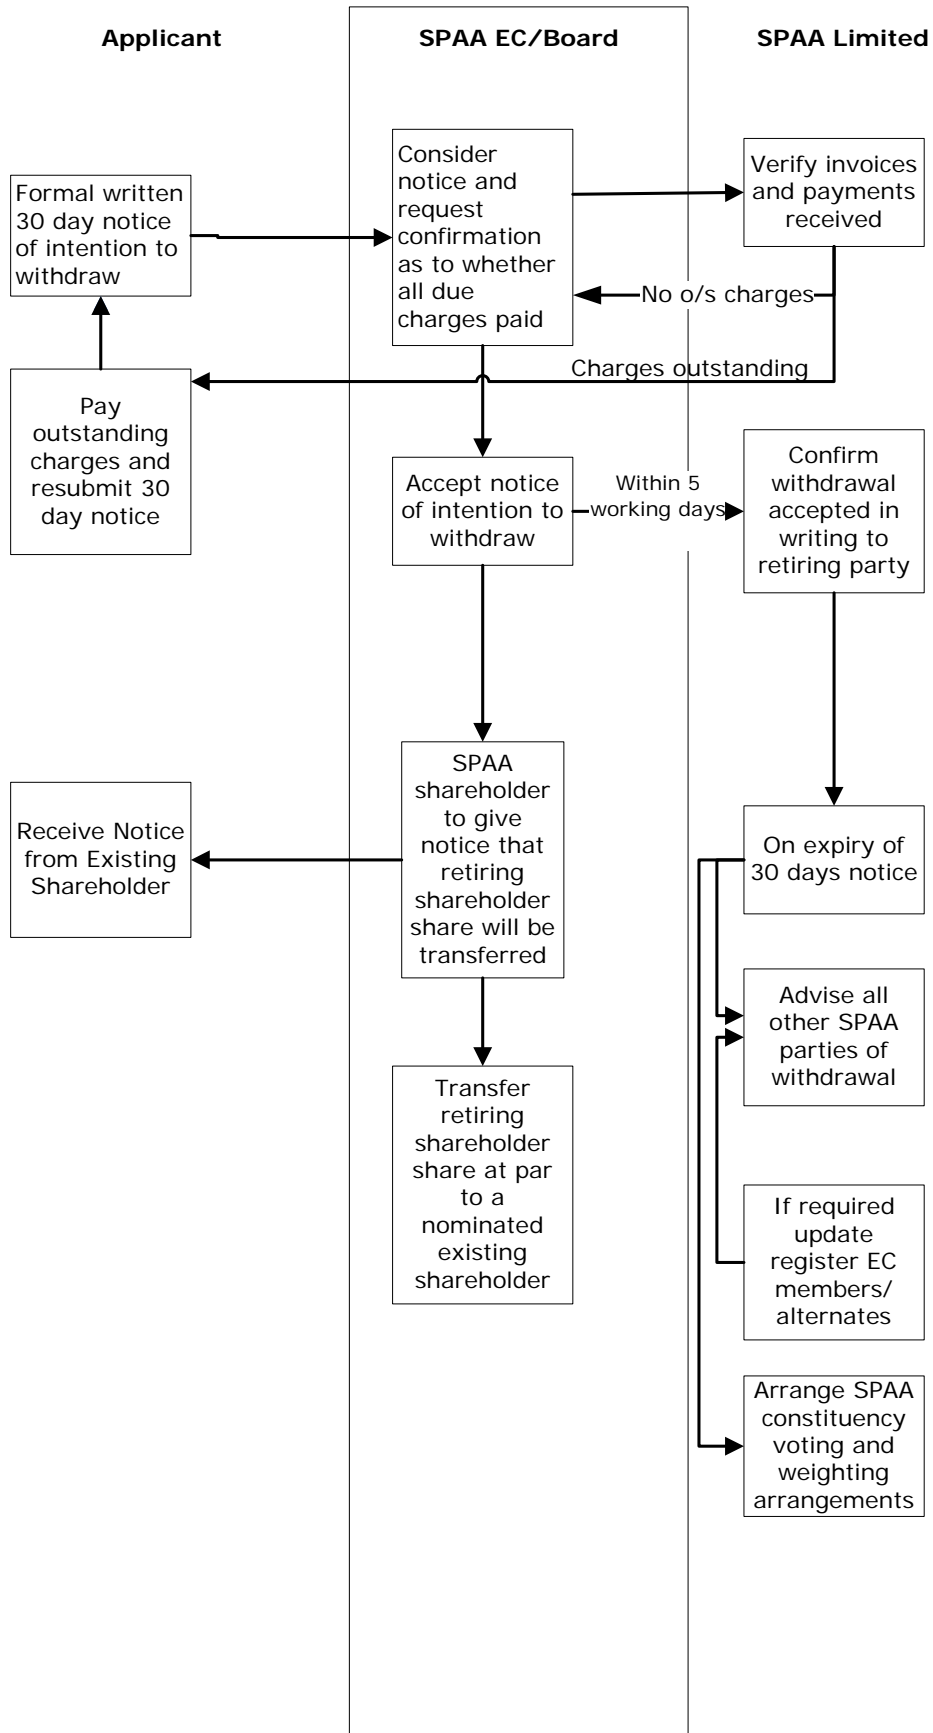 Applicant
SPAA EC/Board
SPAA Limited
Formal written
30 day notice
of intention to
withdraw
Consider
notice and
request
confirmation
as to whether
all due
charges paid
Verify invoices
and payments
received
No o/s charges
Charges outstanding
Pay
outstanding
charges and
resubmit 30
day notice
Accept notice
of intention to
withdraw
Within 5
working days
Confirm
withdrawal
accepted in
writing to
retiring party
Receive Notice
from Existing
Shareholder
SPAA
shareholder
to give
notice that
retiring
shareholder
share will be
transferred
On expiry of
30 days notice
Advise all
other SPAA
parties of
withdrawal
Transfer
retiring
shareholder
share at par
to a
nominated
existing
shareholder
If required
update
register EC
members/
alternates
Arrange SPAA
constituency
voting and
weighting
arrangements